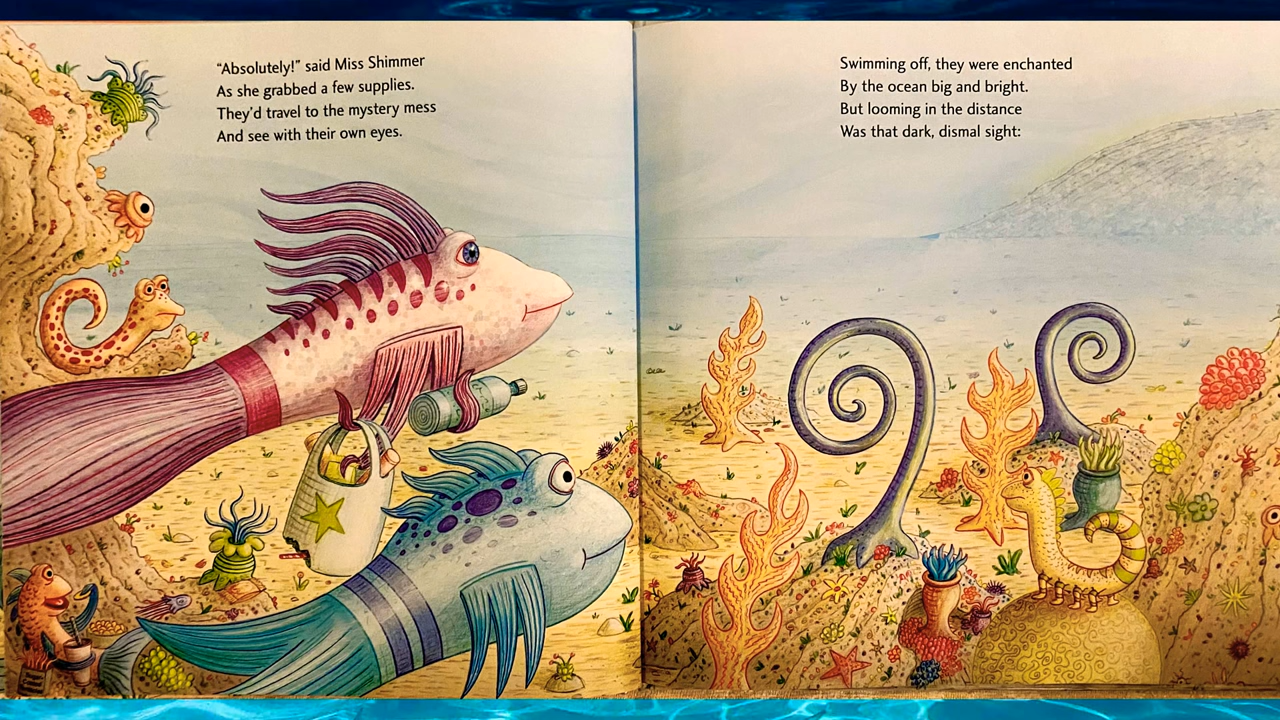 “Absolutely!” said Miss Shimmer
As she grabbed a few supplies.
They’d travel to the mystery mess
And see with their own eyes.
Swimming off, they were enchanted
By the ocean big and bright.
But looming in the distance
Was that dark, dismal sight: